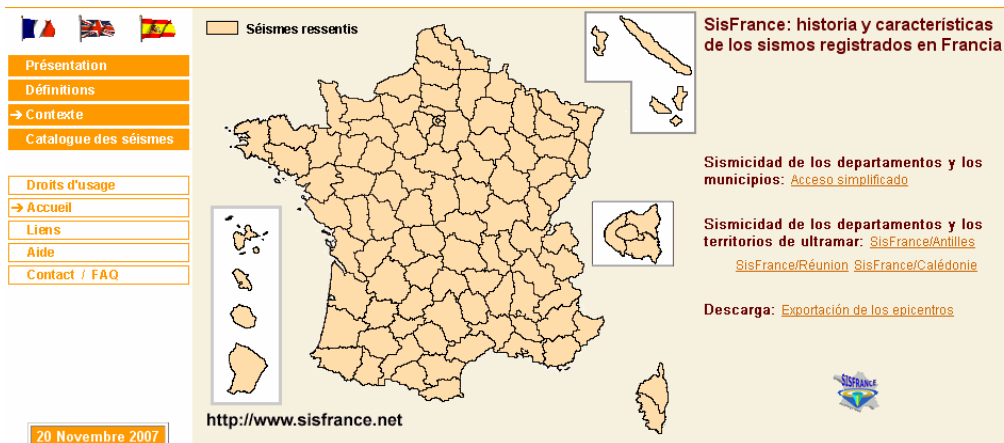 Présentation
Définitions
Contexte
Catalogue des séismes
Droits d'usage
Accueil
Liens
Aide
Contact / FAQ
20 Novembre 2007
Séismes ressentis
http://www.sisfrance.net
SisFrance: historia y características
de los sismos registrados en Francia
Sismicidad de los departamentos y los
municipios: Acceso simplificado
Sismicidad de los departamentos y los
territorios de ultramar: SisFrance/Antilles
SisFrance/Réunion SisFrance/Calédonie
Descarga: Exportación de los epicentros
SISFRANCE